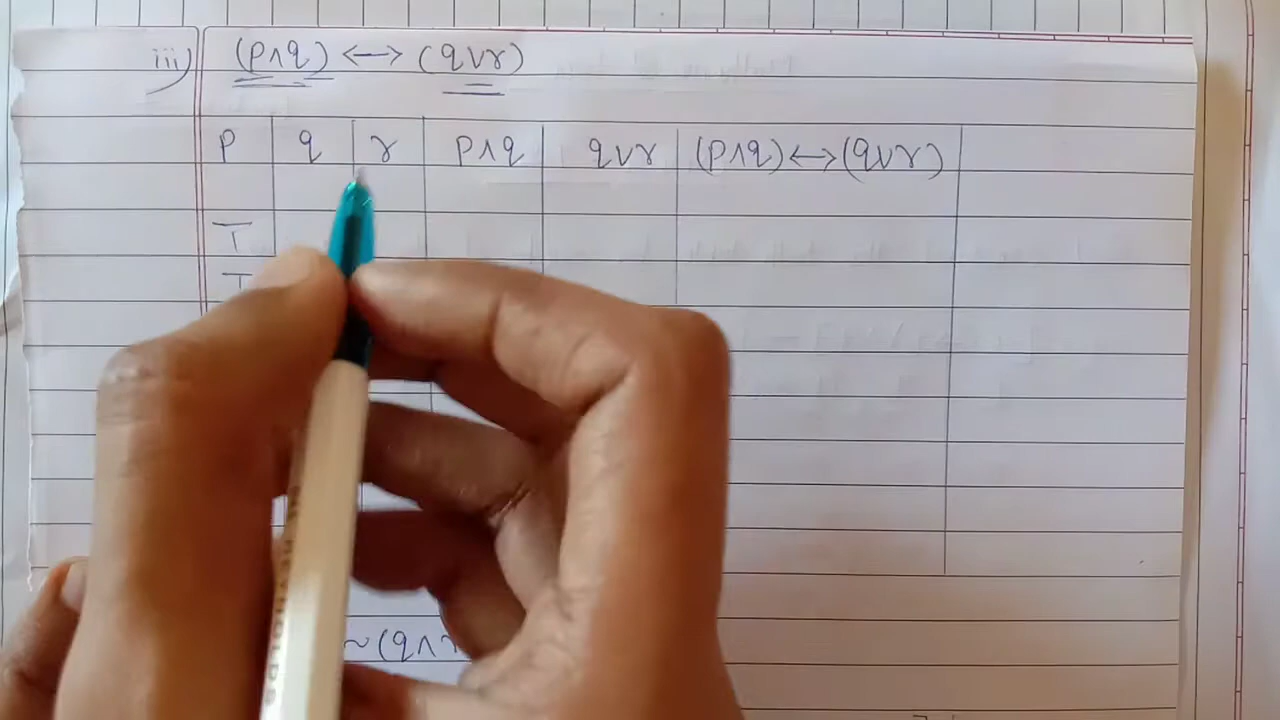 iii) (p∧q) ↔ (q∨r)
p q r p∧q q∨r (p∧q)↔(q∨r)
T
T
~(q∧